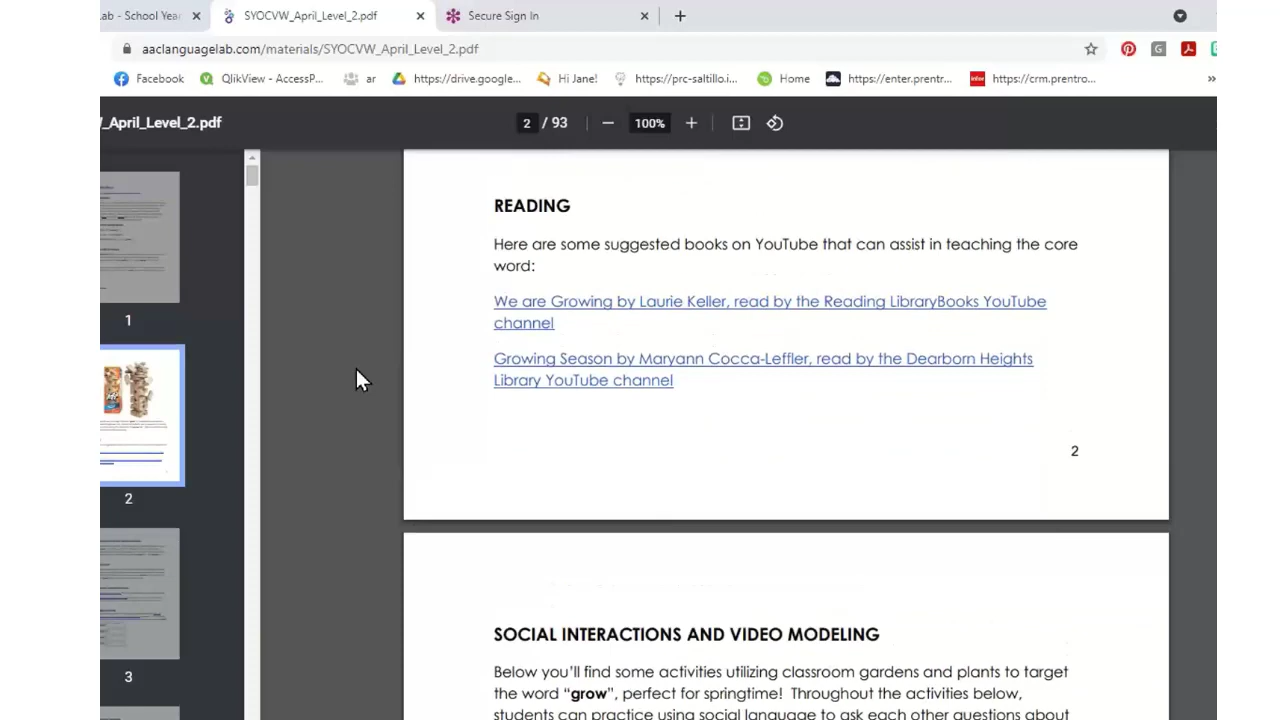 ab - School Year
SYOCVW_April_Level_2.pdf
Secure Sign In
aaclanguagelab.com/materials/SYOCVW_April_Level_2.pdf
Facebook
QlikView - AccessP...
ar
https://drive.google...
Hi Jane!
https://prc-saltillo.i...
Home
https://enter.prentr...
https://crm.prentro...
»
_April_Level_2.pdf
2 / 93
100%
READING
Here are some suggested books on YouTube that can assist in teaching the core
word:
We are Growing by Laurie Keller, read by the Reading LibraryBooks YouTube
channel
Growing Season by Maryann Cocca-Leffler, read by the Dearborn Heights
Library YouTube channel
2
1
2
3
SOCIAL INTERACTIONS AND VIDEO MODELING
Below you'll find some activities utilizing classroom gardens and plants to target
the word "grow", perfect for springtime! Throughout the activities below,
students can practice using social language to ask each other questions about